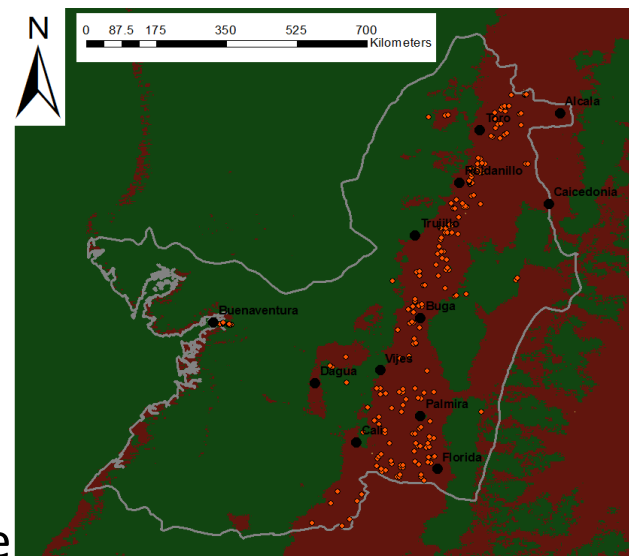 N
0 87.5 175 350 525 700
Kilometers
Alcala
Toro
Roldanillo
Caicedonia
Trujillo
Buenaventura
Buga
Vijes
Dagua
Palmira
Cali
Florida
e